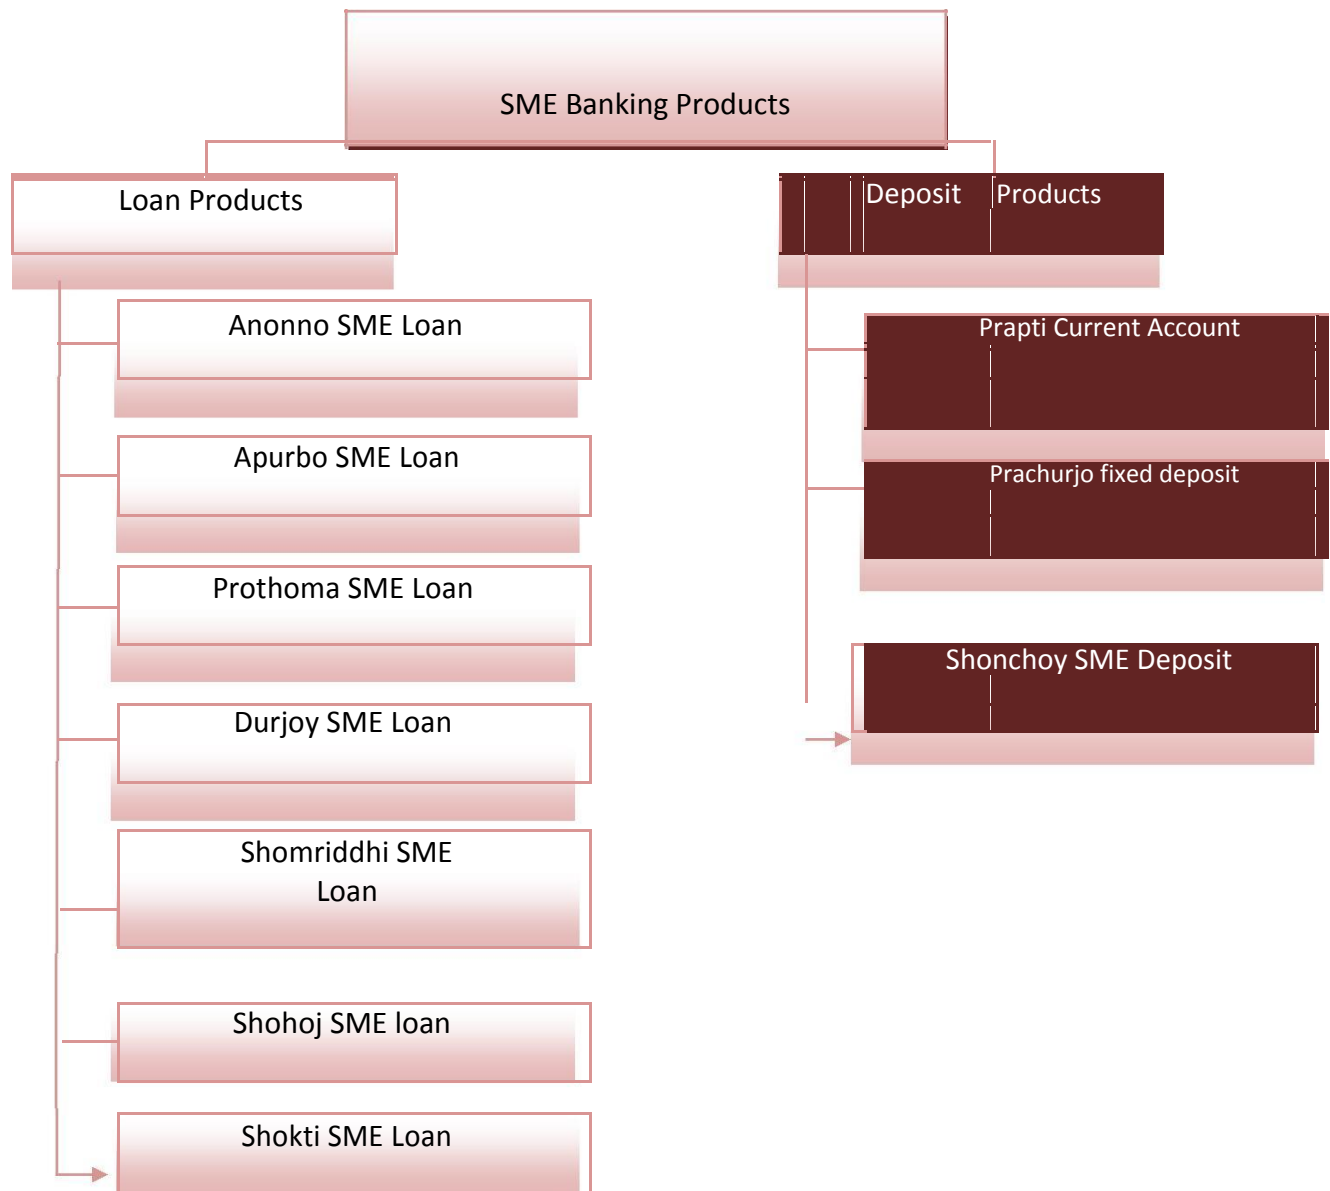 SME Banking Products
Loan Products
Anonno SME Loan
Apurbo SME Loan
Prothoma SME Loan
Durjoy SME Loan
Shomriddhi SME
Loan
Shohoj SME loan
Shokti SME Loan
Deposit Products
Prapti Current Account
Prachurjo fixed deposit
Shonchoy SME Deposit